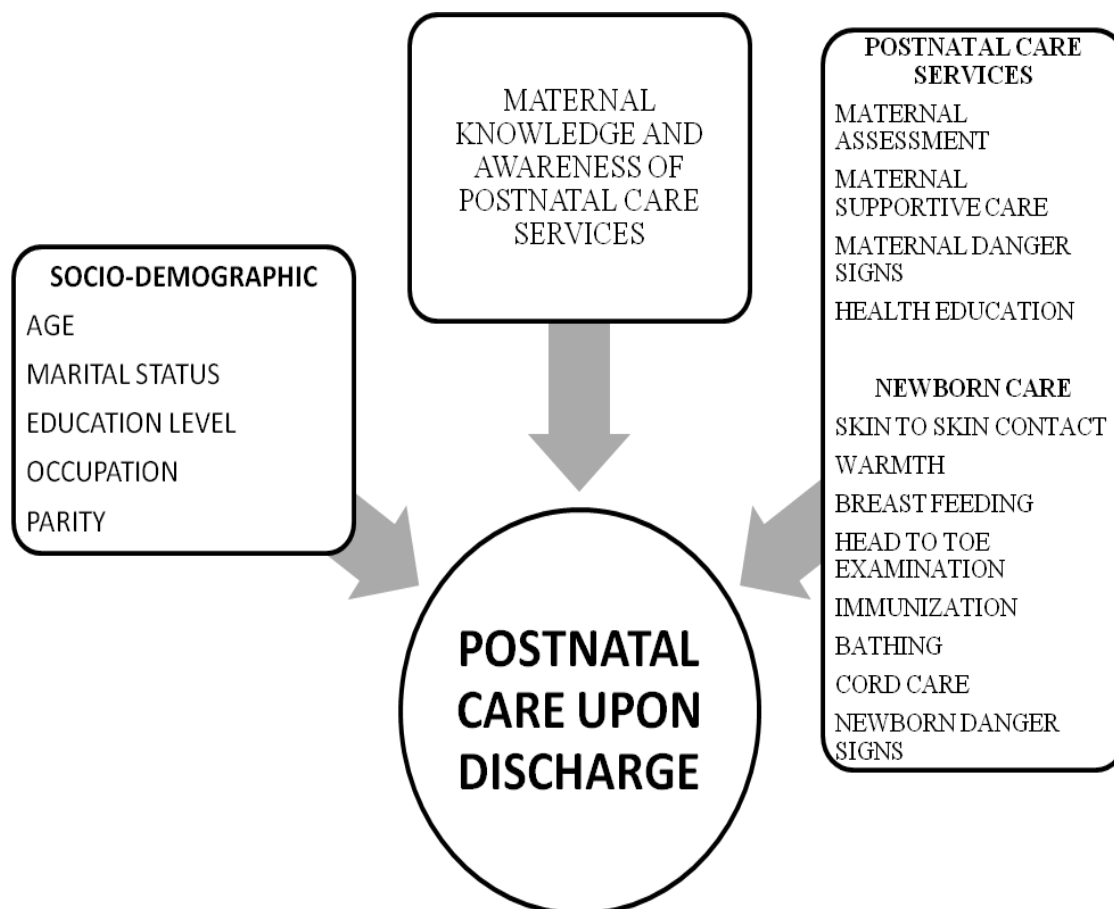 SOCIO-DEMOGRAPHIC
AGE
MARITAL STATUS
EDUCATION LEVEL
OCCUPATION
PARITY
MATERNAL
KNOWLEDGE AND
AWARENESS OF
POSTNATAL CARE
SERVICES
POSTNATAL CARE
SERVICES
MATERNAL
ASSESSMENT
MATERNAL
SUPPORTIVE CARE
MATERNAL DANGER
SIGNS
HEALTH EDUCATION
NEWBORN CARE
SKIN TO SKIN CONTACT
WARMTH
BREAST FEEDING
HEAD TO TOE
EXAMINATION
IMMUNIZATION
BATHING
CORD CARE
NEWBORN DANGER
SIGNS
POSTNATAL
CARE UPON
DISCHARGE